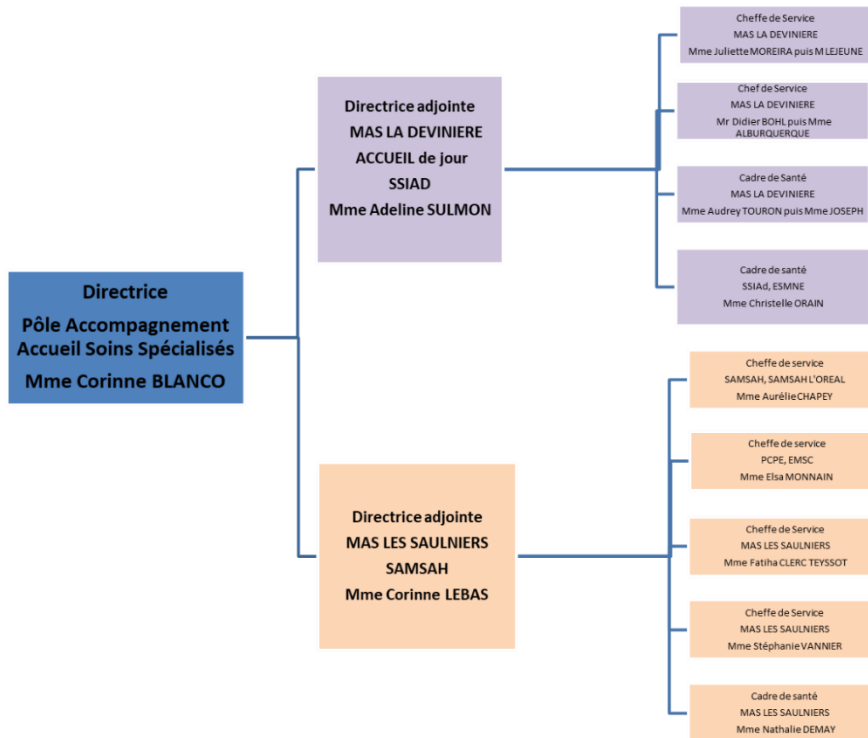 Directrice
Pôle Accompagnement
Accueil Soins Spécialisés
Mme Corinne BLANCO
Directrice adjointe
MAS LA DEVINIERE
ACCUEIL de jour
SSIAD
Mme Adeline SULMON
Cheffe de Service
MAS LA DEVINIERE
Mme Juliette MOREIRA puis M LEJEUNE
Chef de Service
MAS LA DEVINIERE
Mr Didier BOHL puis Mme
ALBURQUERQUE
Cadre de Santé
MAS LA DEVINIERE
Mme Audrey TOURON puis Mme JOSEPH
Cadre de santé
SSIAd, ESMNE
Mme Christelle ORAIN
Directrice adjointe
MAS LES SAULNIERS
SAMSAH
Mme Corinne LEBAS
Cheffe de service
SAMSAH, SAMSAH L'OREAL
Mme Aurélie CHAPEY
Cheffe de service
PCPE, EMSC
Mme Elsa MONNAIN
Cheffe de Service
MAS LES SAULNIERS
Mme Fatiha CLERC TEYSSOT
Cheffe de Service
MAS LES SAULNIERS
Mme Stéphanie VANNIER
Cadre de santé
MAS LES SAULNIERS
Mme Nathalie DEMAY